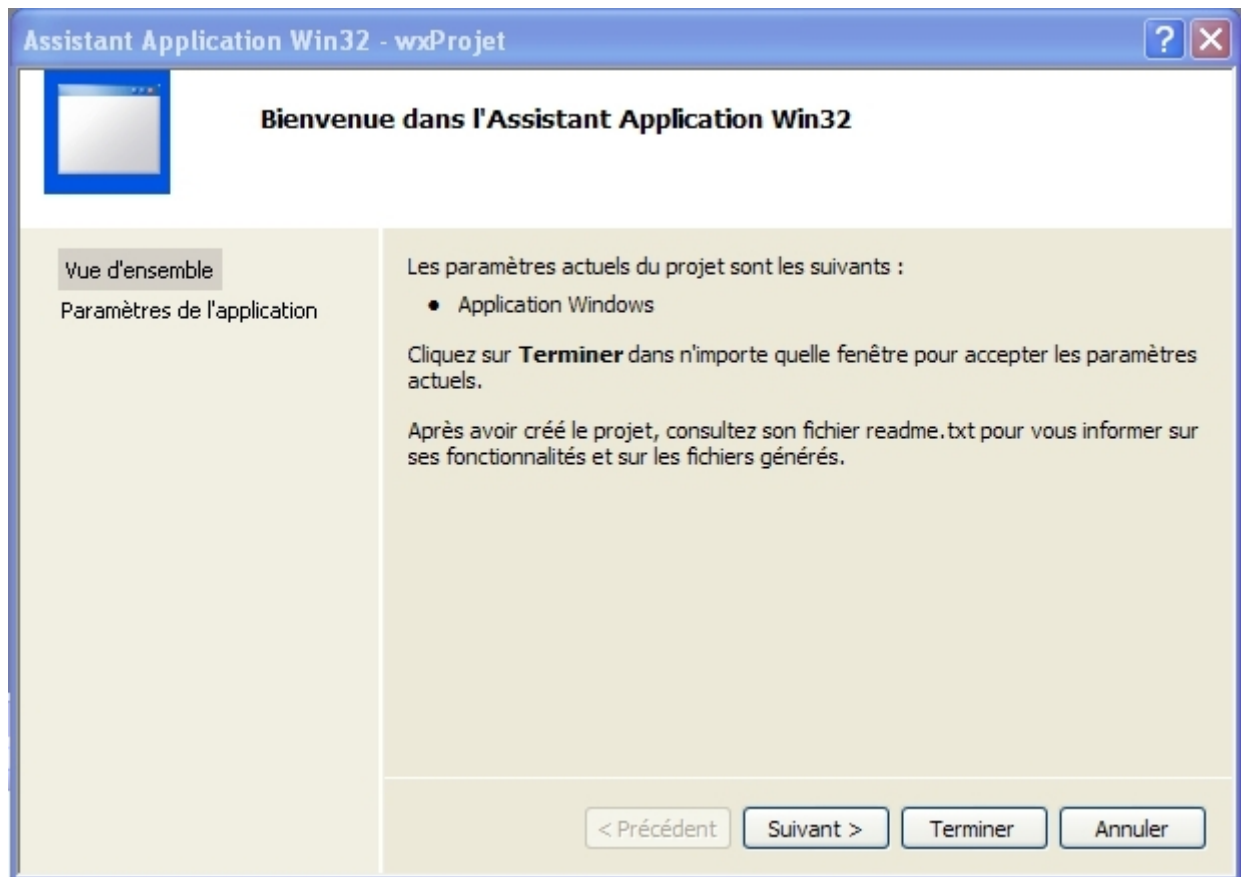 Assistant Application Win32 - wxProjet
Bienvenue dans l'Assistant Application Win32
Vue d'ensemble
Paramètres de l'application
Les paramètres actuels du projet sont les suivants :
● Application Windows
Cliquez sur Terminer dans n'importe quelle fenêtre pour accepter les paramètres
actuels.
Après avoir créé le projet, consultez son fichier readme.txt pour vous informer sur
ses fonctionnalités et sur les fichiers générés.
< Précédent
Suivant >
Terminer
Annuler